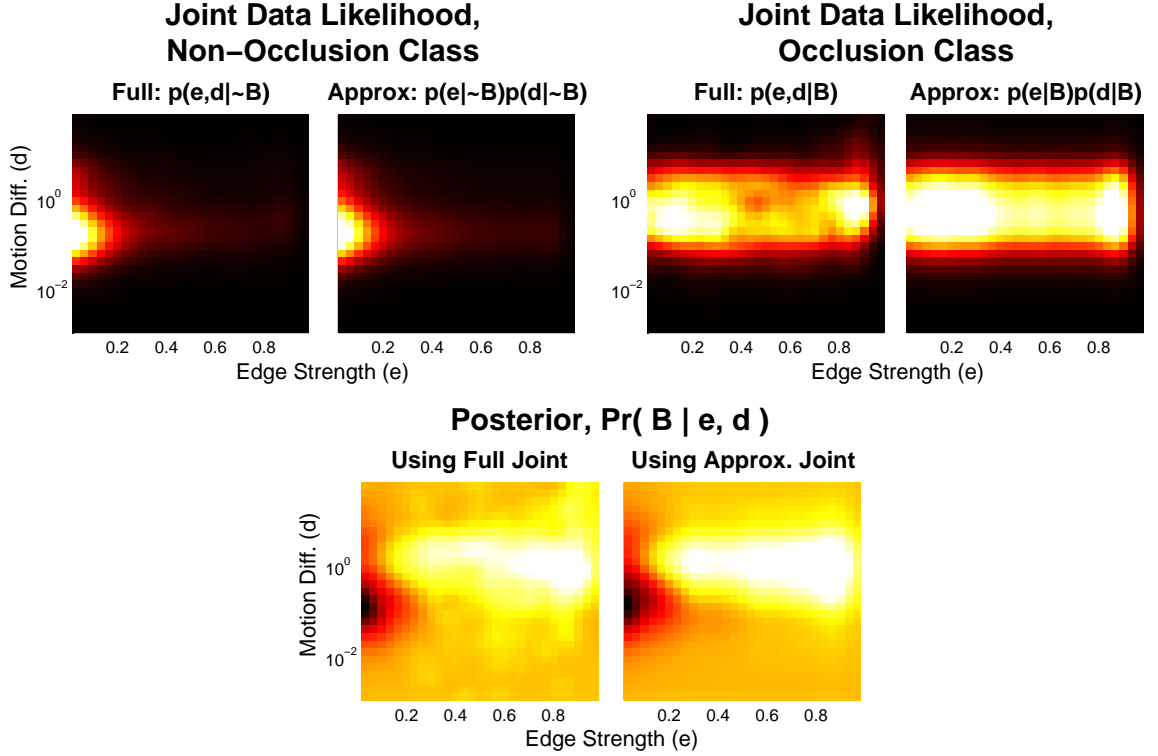 Joint Data Likelihood,
Non−Occlusion Class
Full: p(e,d|~B)
Approx: p(e|~B)p(d|~B)
Motion Diff. (d)
10^0
10^−2
0.2 0.4 0.6 0.8
0.2 0.4 0.6 0.8
Edge Strength (e)
Joint Data Likelihood,
Occlusion Class
Full: p(e,d|B)
Approx: p(e|B)p(d|B)
10^0
10^−2
0.2 0.4 0.6 0.8
0.2 0.4 0.6 0.8
Edge Strength (e)
Posterior, Pr( B | e, d )
Using Full Joint
Using Approx. Joint
Motion Diff. (d)
10^0
10^−2
0.2 0.4 0.6 0.8
0.2 0.4 0.6 0.8
Edge Strength (e)